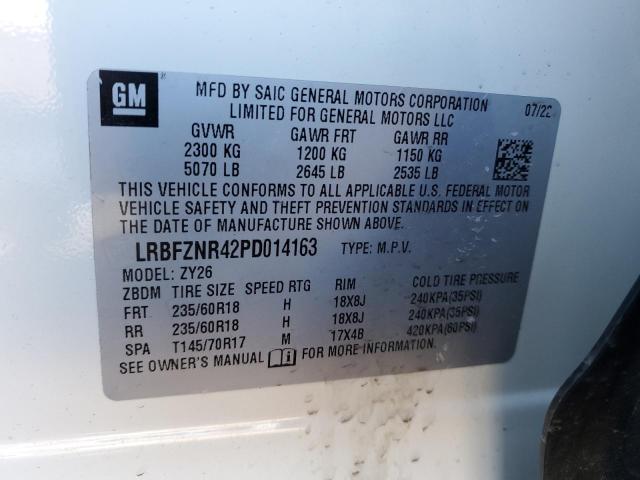 GM
MFD BY SAIC GENERAL MOTORS CORPORATION
LIMITED FOR GENERAL MOTORS LLC
07/22
GVWR GAWR FRT GAWR RR
2300 KG 1200 KG 1150 KG
5070 LB 2645 LB 2535 LB
THIS VEHICLE CONFORMS TO ALL APPLICABLE U.S. FEDERAL MOTOR
VEHICLE SAFETY AND THEFT PREVENTION STANDARDS IN EFFECT ON
THE DATE OF MANUFACTURE SHOWN ABOVE.
LRBFZNR42PD014163 TYPE: M.P.V.
MODEL: ZY26
ZBDM TIRE SIZE SPEED RTG RIM COLD TIRE PRESSURE
FRT 235/60R18 H 18X8J 240KPA(35PSI)
RR 235/60R18 H 18X8J 240KPA(35PSI)
SPA T145/70R17 M 17X4B 420KPA(60PSI)
SEE OWNER'S MANUAL FOR MORE INFORMATION.